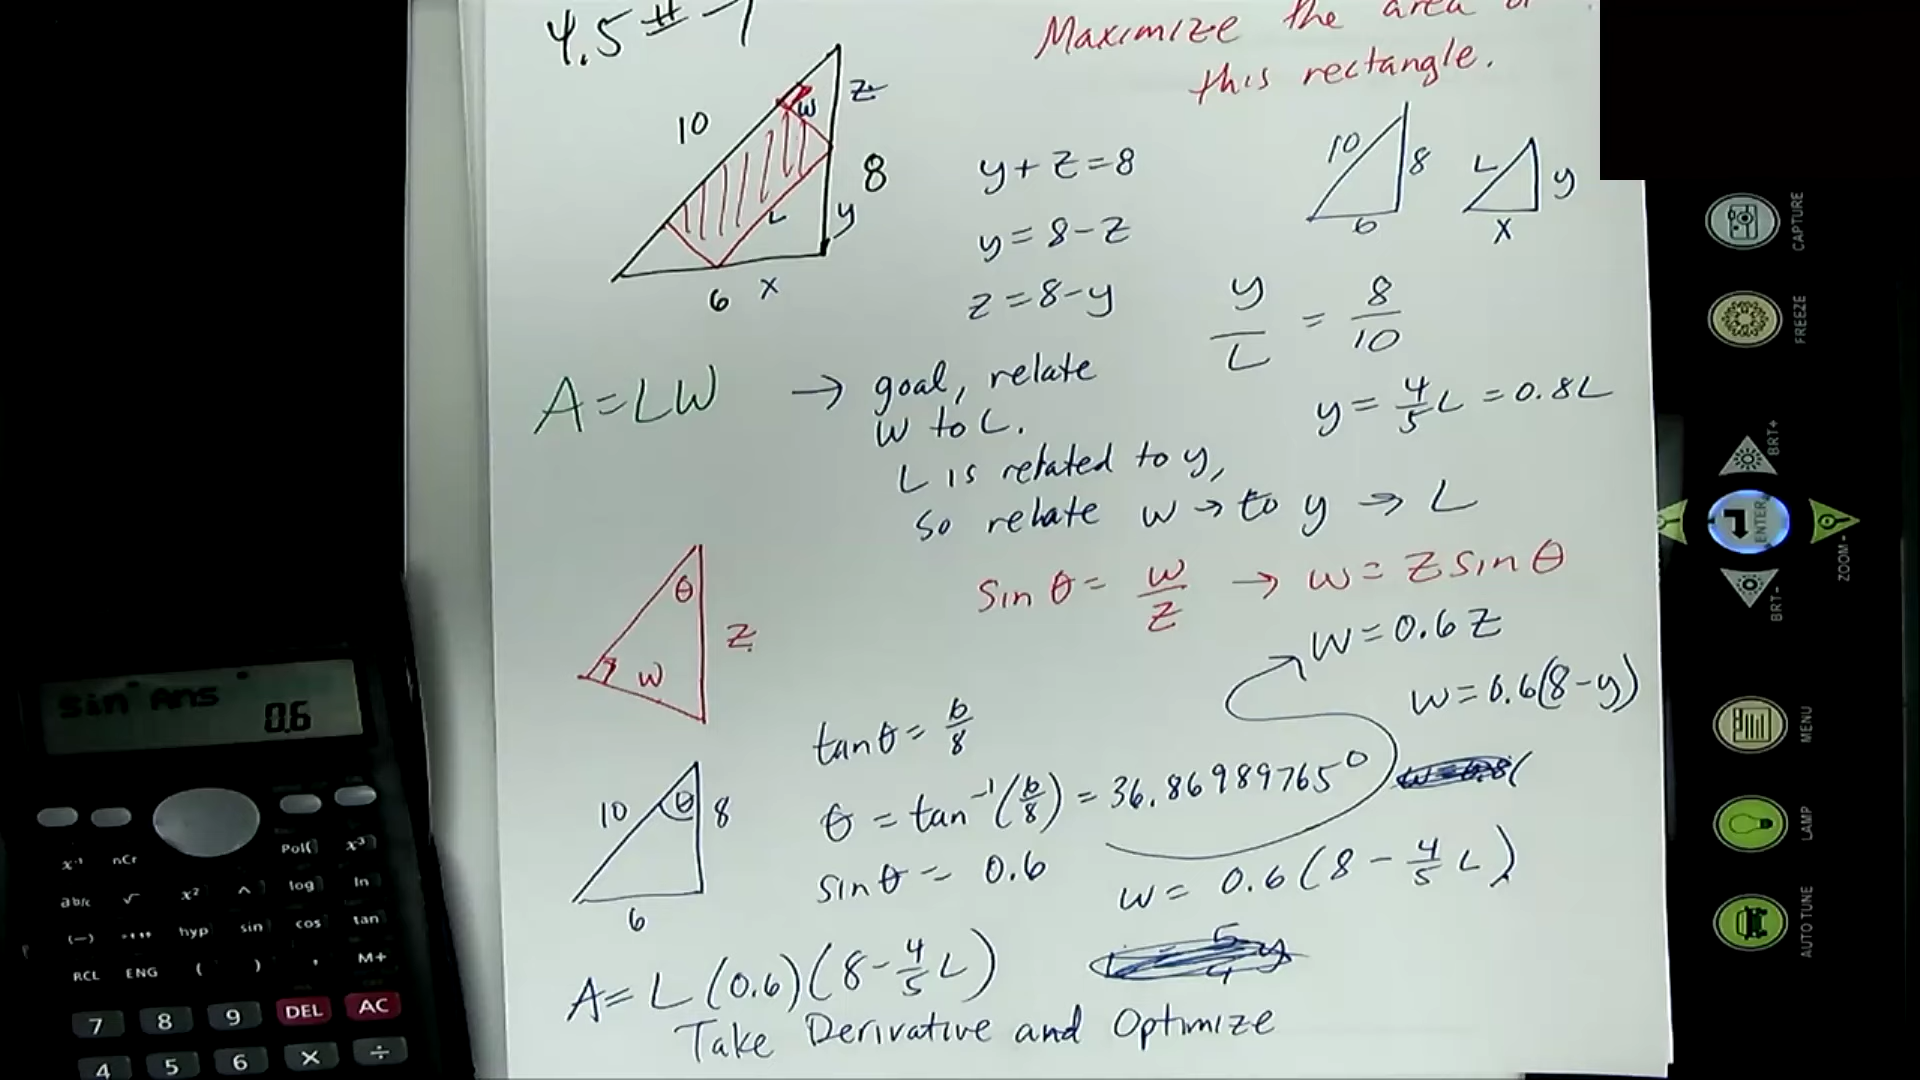 4.5 #
Maximize the area
this rectangle.
10
w
z
8
L
y
6 x
y + z = 8
y = 8 - z
z = 8 - y
10
8
6
L
y
x
y/L = 8/10
y = 4/5 L = 0.8L
A = LW → goal, relate
W to L.
L is related to y,
so relate w → to y → L
θ
z
w
sin θ = w/z → w = z sin θ
w = 0.6 z
w = 0.6(8-y)
tan θ = 6/8
θ = tan⁻¹(6/8) = 36.86989765°
sin θ = 0.6
10
θ
8
6
w = 0.6(8 - 4/5 L)
A = L(0.6)(8 - 4/5 L)
Take Derivative and Optimize
sin Ans
0.6
x⁻¹ nCr Pol( x³
ab/c √ x² ^ log ln
(−) °''' hyp sin cos tan
RCL ENG ( ) , M+
7 8 9 DEL AC
4 5 6 × ÷
CAPTURE
FREEZE
BRT+
ENTER
ZOOM-
BRT-
MENU
LAMP
AUTO TUNE